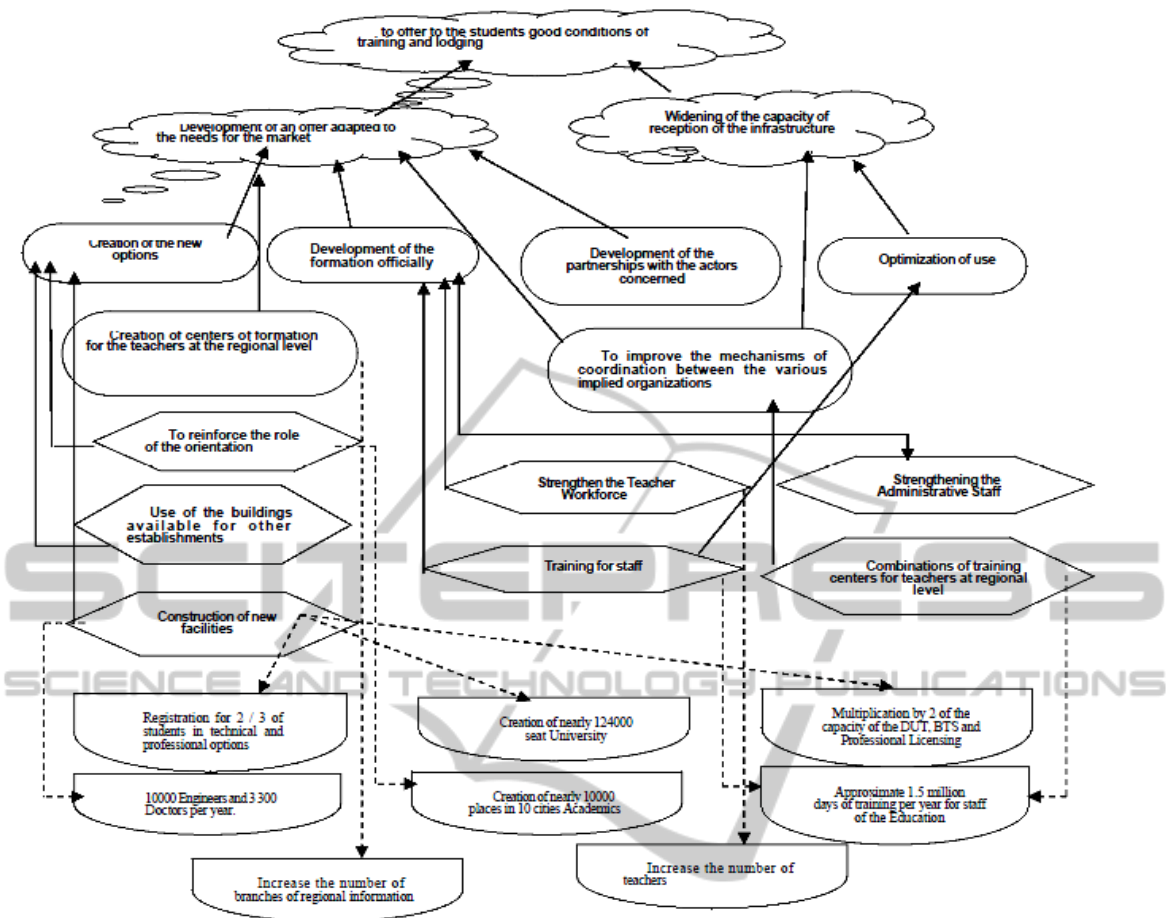 to offer to the students good conditions of
training and lodging
Development of an offer adapted to
the needs for the market
Widening of the capacity of
reception of the infrastructure
Creation of the new
options
Development of the
formation officially
Development of the
partnerships with the actors
concerned
Optimization of use
Creation of centers of formation
for the teachers at the regional level
To improve the mechanisms of
coordination between the various
implied organizations
To reinforce the role
of the orientation
Strengthen the Teacher
Workforce
Strengthening the
Administrative Staff
Use of the buildings
available for other
establishments
Training for staff
Combinations of training
centers for teachers at regional
level
Construction of new
facilities
SCITEPRESS
SCIENCE AND TECHNOLOGY PUBLICATIONS
Registration for 2 / 3 of
students in technical and
professional options
Creation of nearly 124000
seat University
Multiplication by 2 of the
capacity of the DUT, BTS and
Professional Licensing
10000 Engineers and 3 300
Doctors per year.
Creation of nearly 10000
places in 10 cities Academics
Approximate 1.5 million
days of training per year for staff
of the Education
Increase the number of
branches of regional information
Increase the number of
teachers